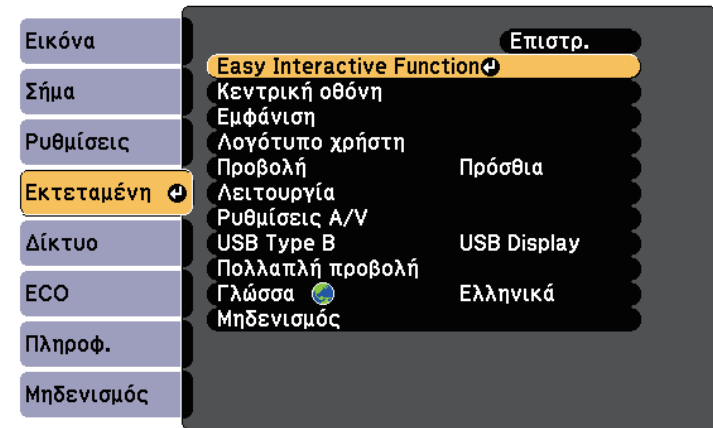 Εικόνα
Σήμα
Ρυθμίσεις
Εκτεταμένη
Δίκτυο
ECO
Πληροφ.
Μηδενισμός
Επιστρ.
Easy Interactive Function
Κεντρική οθόνη
Εμφάνιση
Λογότυπο χρήστη
Προβολή Πρόσθια
Λειτουργία
Ρυθμίσεις A/V
USB Type B USB Display
Πολλαπλή προβολή
Γλώσσα Ελληνικά
Μηδενισμός